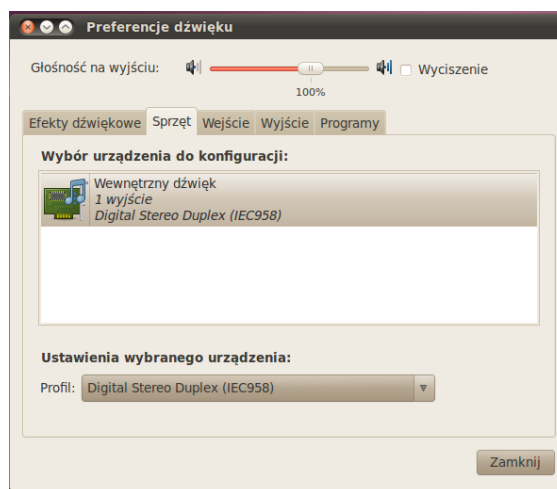 Preferencje dźwięku
Głośność na wyjściu:
Wyciszenie
100%
Efekty dźwiękowe Sprzęt Wejście Wyjście Programy
Wybór urządzenia do konfiguracji:
Wewnętrzny dźwięk
1 wyjście
Digital Stereo Duplex (IEC958)
Ustawienia wybranego urządzenia:
Profil: Digital Stereo Duplex (IEC958)
Zamknij